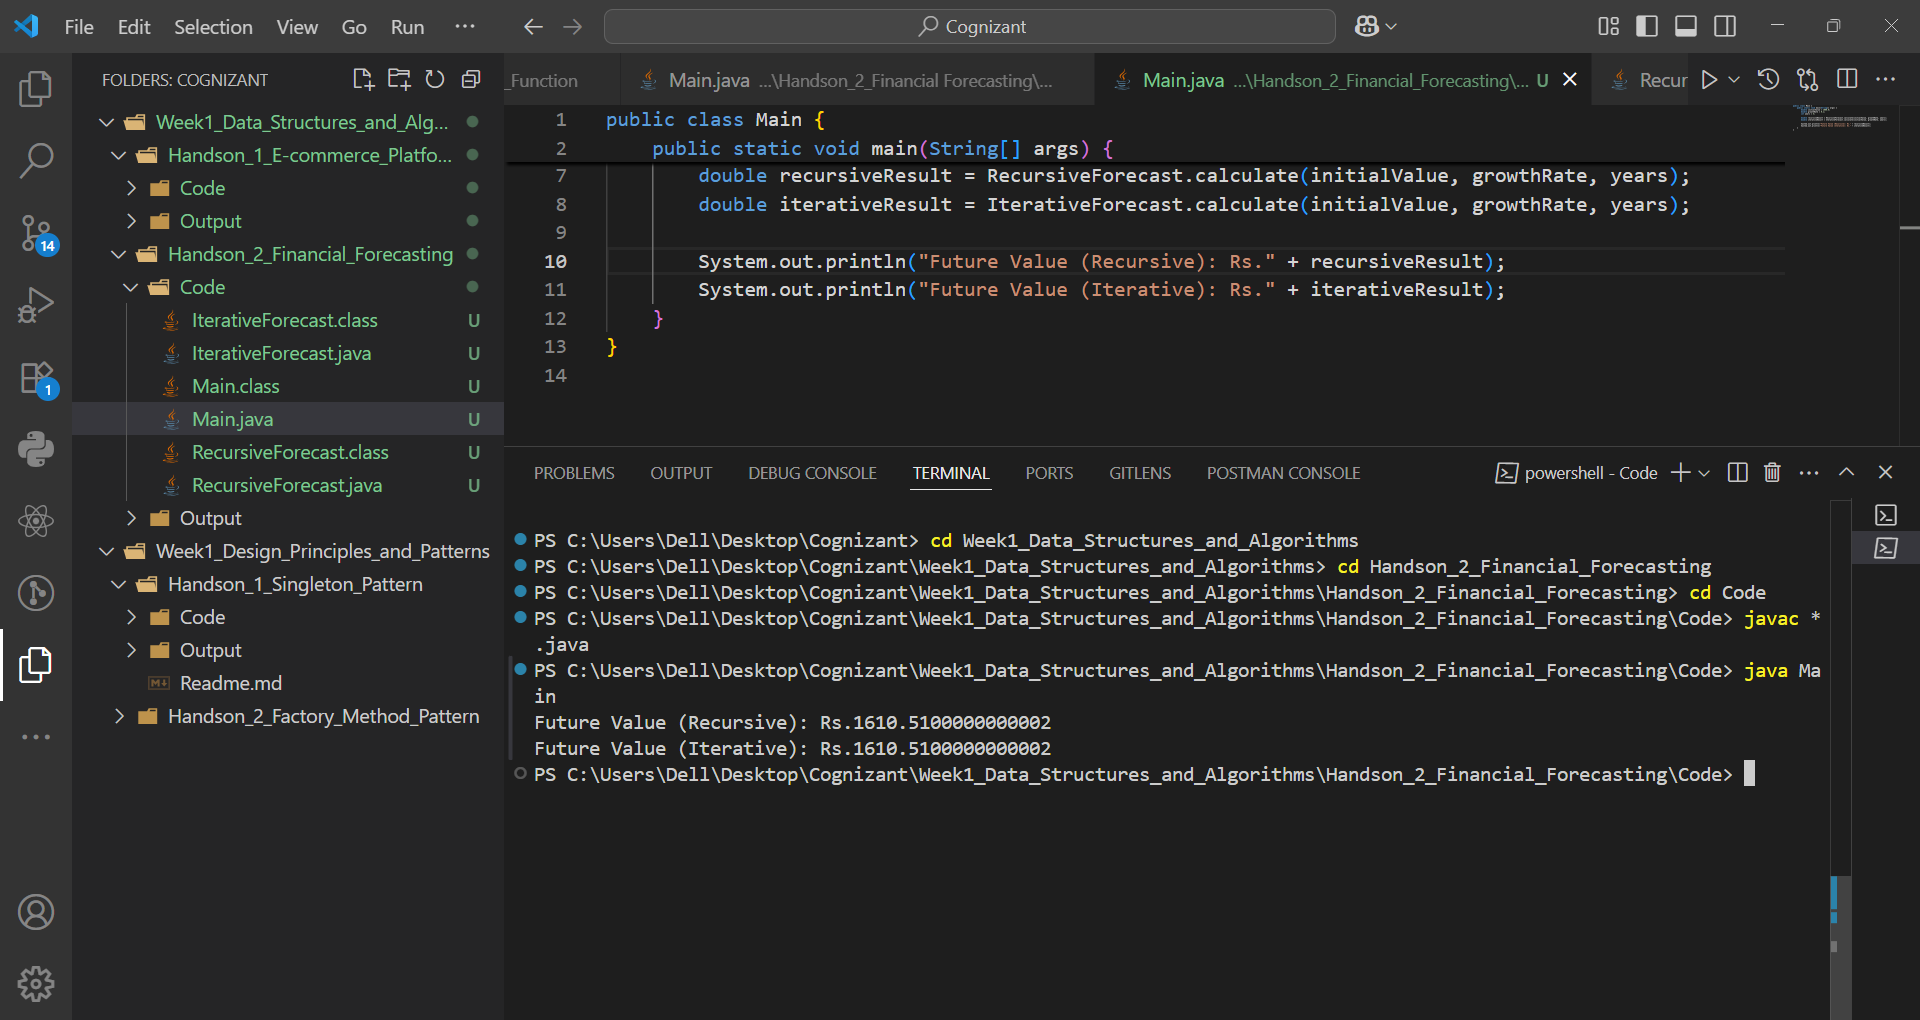 File Edit Selection View Go Run ··· Cognizant
FOLDERS: COGNIZANT
Week1_Data_Structures_and_Alg...
Handson_1_E-commerce_Platfo...
Code
Output
Handson_2_Financial_Forecasting
Code
IterativeForecast.class U
IterativeForecast.java U
Main.class U
Main.java U
RecursiveForecast.class U
RecursiveForecast.java U
Output
Week1_Design_Principles_and_Patterns
Handson_1_Singleton_Pattern
Code
Output
Readme.md
Handson_2_Factory_Method_Pattern
14
1
_Function Main.java ...\Handson_2_Financial Forecasting\... Main.java ...\Handson_2_Financial_Forecasting\... U Recur
1 public class Main {
2 public static void main(String[] args) {
7 double recursiveResult = RecursiveForecast.calculate(initialValue, growthRate, years);
8 double iterativeResult = IterativeForecast.calculate(initialValue, growthRate, years);
9
10 System.out.println("Future Value (Recursive): Rs." + recursiveResult);
11 System.out.println("Future Value (Iterative): Rs." + iterativeResult);
12 }
13 }
14
PROBLEMS OUTPUT DEBUG CONSOLE TERMINAL PORTS GITLENS POSTMAN CONSOLE powershell - Code
PS C:\Users\Dell\Desktop\Cognizant> cd Week1_Data_Structures_and_Algorithms
PS C:\Users\Dell\Desktop\Cognizant\Week1_Data_Structures_and_Algorithms> cd Handson_2_Financial_Forecasting
PS C:\Users\Dell\Desktop\Cognizant\Week1_Data_Structures_and_Algorithms\Handson_2_Financial_Forecasting> cd Code
PS C:\Users\Dell\Desktop\Cognizant\Week1_Data_Structures_and_Algorithms\Handson_2_Financial_Forecasting\Code> javac *
.java
PS C:\Users\Dell\Desktop\Cognizant\Week1_Data_Structures_and_Algorithms\Handson_2_Financial_Forecasting\Code> java Ma
in
Future Value (Recursive): Rs.1610.5100000000002
Future Value (Iterative): Rs.1610.5100000000002
PS C:\Users\Dell\Desktop\Cognizant\Week1_Data_Structures_and_Algorithms\Handson_2_Financial_Forecasting\Code>